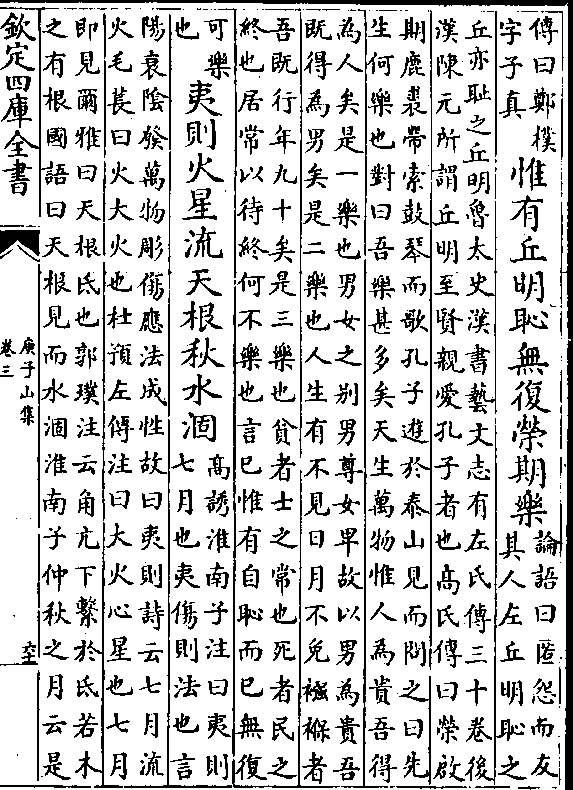 傳曰鄭樸
字子真
惟有丘明恥無復榮期樂
論語曰匿怨而友
其人左丘明恥之
丘亦恥之丘明魯太史漢書藝文志有左氏傳三十卷後
漢陳元所謂丘明至賢親愛孔子者也高氏傳曰榮啟
期鹿裘帶索鼓琴而歌孔子遊於泰山見而問之曰先
生何樂也對曰吾樂甚多矣天生萬物惟人為貴吾得
為人矣是一樂也男女之别男尊女卑故以男為貴吾
既得為男矣是二樂也人生有不見日月不免襁褓者
吾既行年九十矣是三樂也貧者士之常也死者民之
終也居常以待終何不樂也言巳惟有自恥而巳無復
可樂
也
夷則火星流天根秋水涸
高誘淮南子注曰夷則
七月也夷傷則法也言
陽衰陰發萬物彫傷應法成性故曰夷則詩云七月流
火毛萇曰火大火也杜預左傳注曰大火心星也七月
即見爾雅曰天根氐也郭璞注云角亢下繫於氐若木
之有根國語曰天根見而水涸淮南子仲秋之月云是
欽定四庫全書
庾子山集
卷三